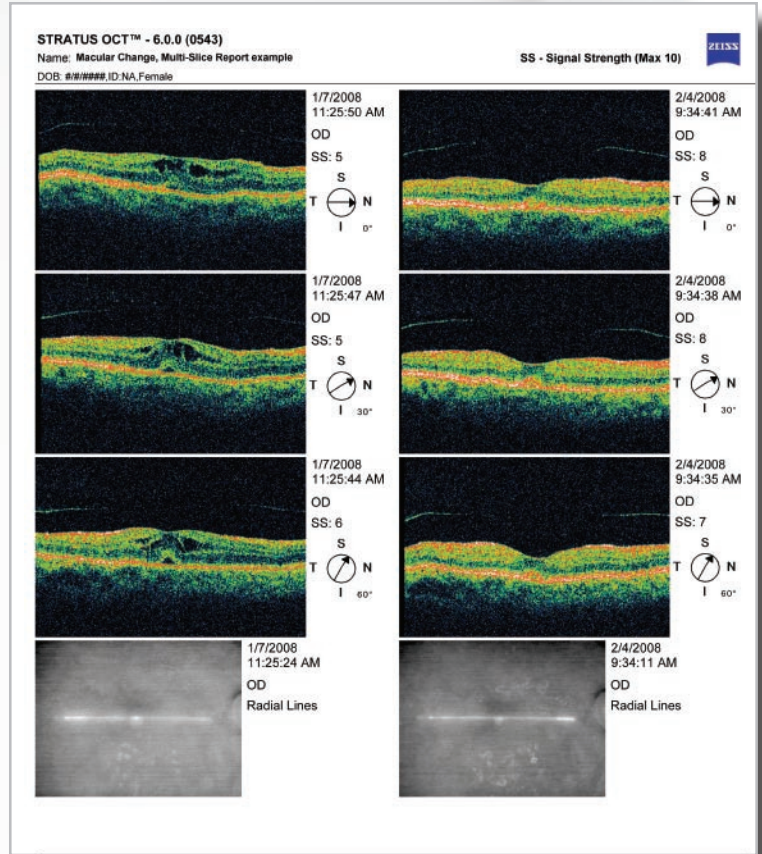 STRATUS OCT™ - 6.0.0 (0543)
Name: Macular Change, Multi-Slice Report example
SS - Signal Strength (Max 10)
ZEISS
DOB: #/#/####,ID:NA,Female
1/7/2008
11:25:50 AM
OD
SS: 5
S
T N
I 0°
2/4/2008
9:34:41 AM
OD
SS: 8
S
T N
I 0°
1/7/2008
11:25:47 AM
OD
SS: 5
S
T N
I 30°
2/4/2008
9:34:38 AM
OD
SS: 8
S
T N
I 30°
1/7/2008
11:25:44 AM
OD
SS: 6
S
T N
I 60°
2/4/2008
9:34:35 AM
OD
SS: 7
S
T N
I 60°
1/7/2008
11:25:24 AM
OD
Radial Lines
2/4/2008
9:34:11 AM
OD
Radial Lines